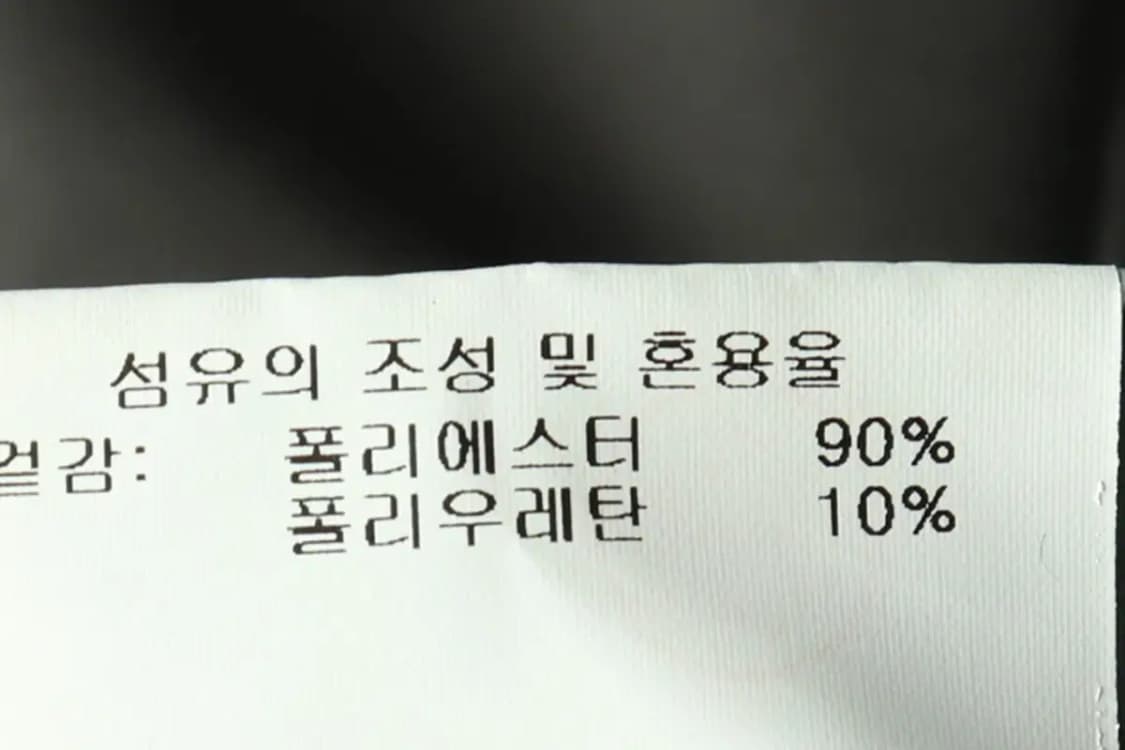 섬유의 조성 및 혼용율
겉감: 폴리에스터 90%
폴리우레탄 10%